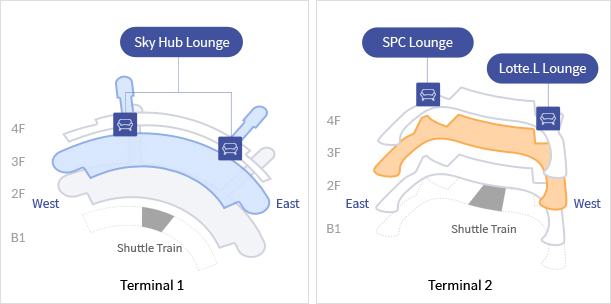 Sky Hub Lounge
4F
3F
2F
West
East
B1
Shuttle Train
Terminal 1
SPC Lounge
Lotte.L Lounge
4F
3F
2F
East
West
B1
Shuttle Train
Terminal 2